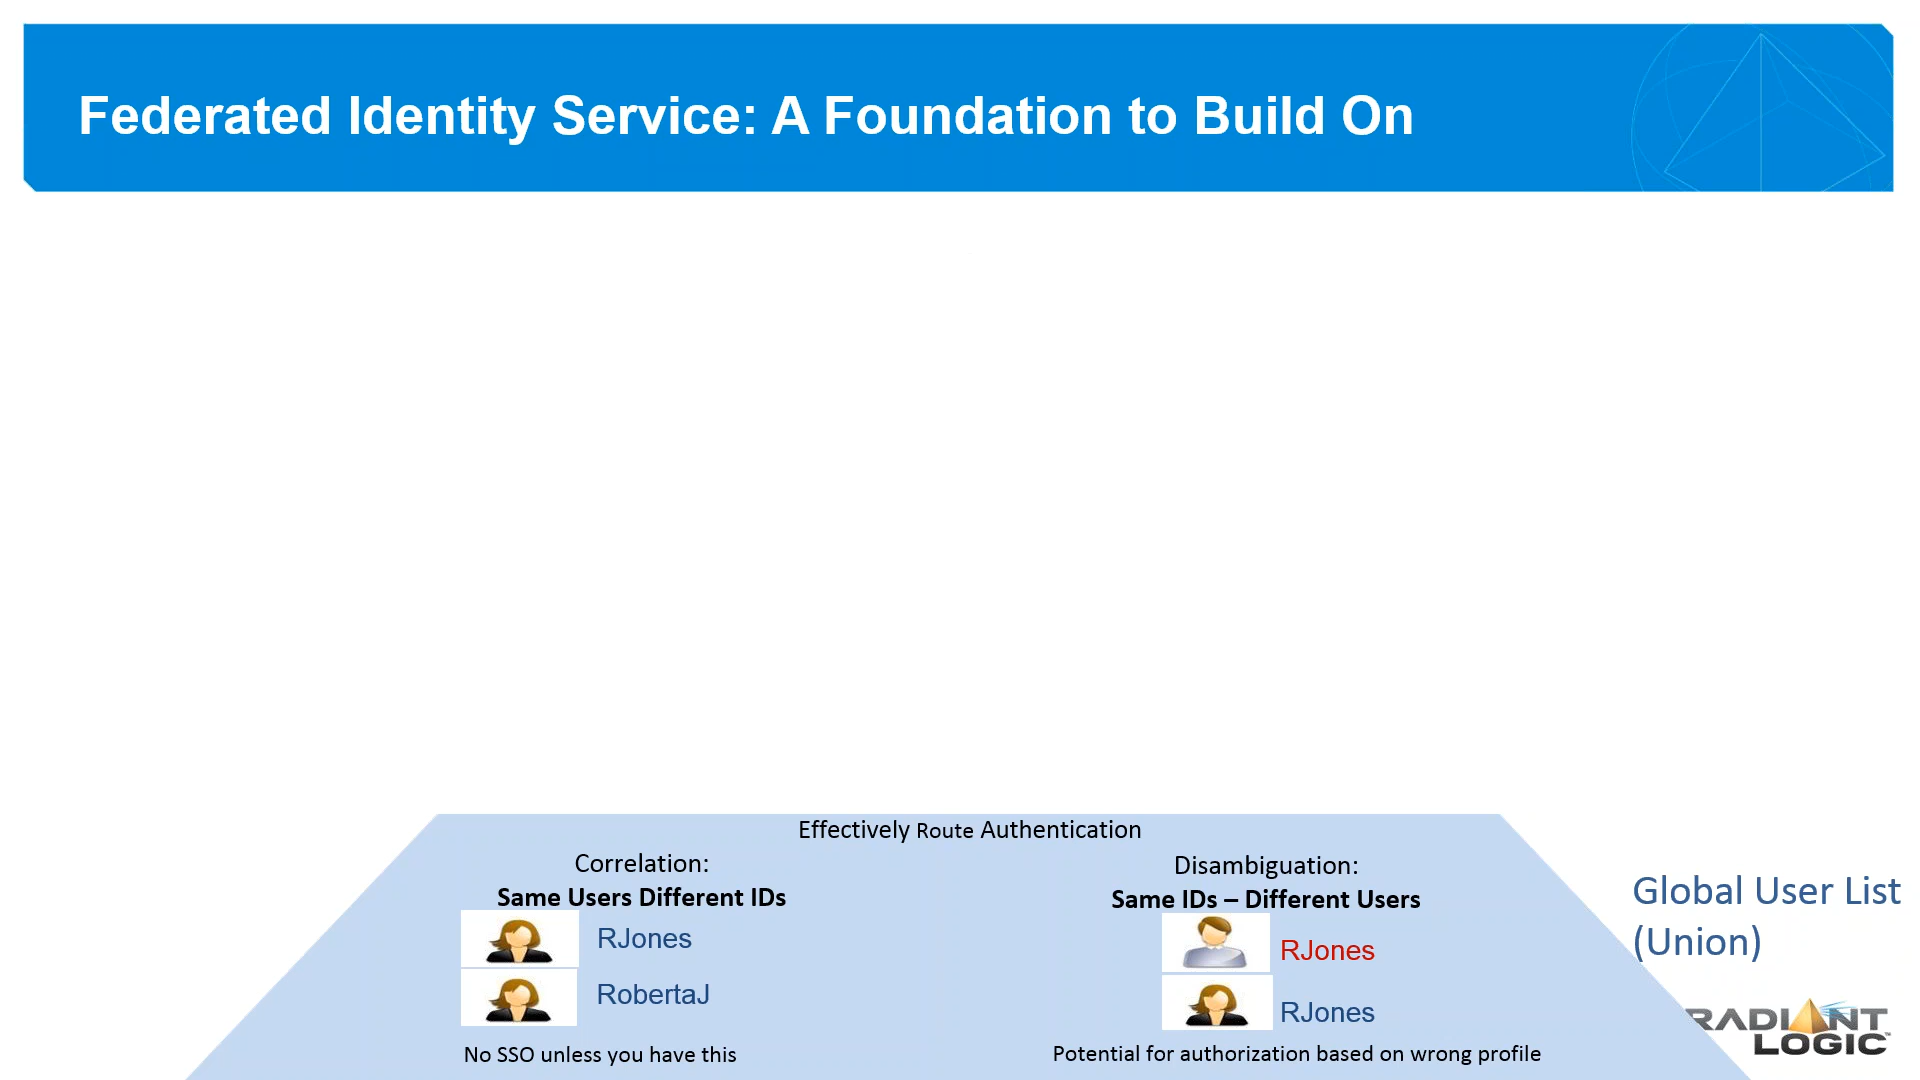 Federated Identity Service: A Foundation to Build On
Effectively Route Authentication
Correlation:
Same Users Different IDs
RJones
RobertaJ
No SSO unless you have this
Disambiguation:
Same IDs – Different Users
RJones
RJones
Potential for authorization based on wrong profile
Global User List
(Union)
RADIANT
LOGIC™